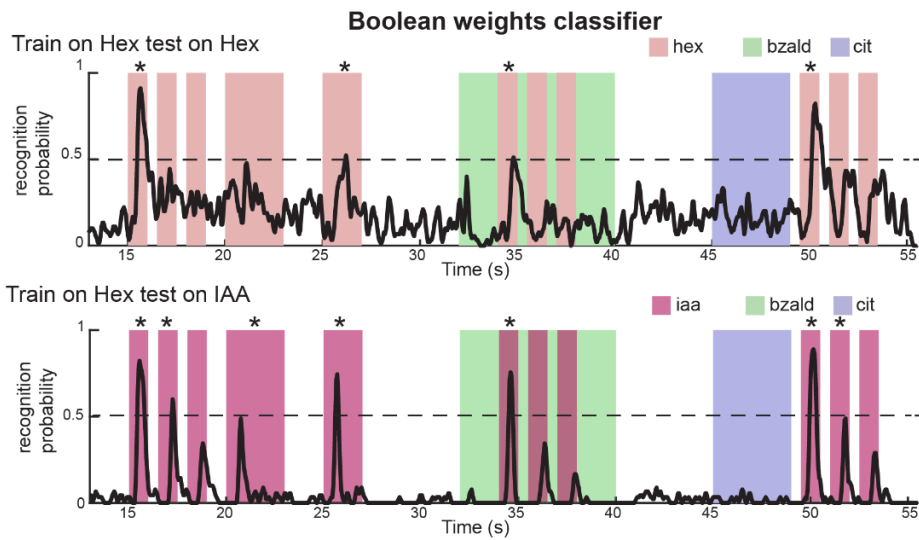 Boolean weights classifier
Train on Hex test on Hex
hex bzald cit
* * * *
1
0.5
0
recognition
probability
15 20 25 30 35 40 45 50 55
Time (s)
Train on Hex test on IAA
iaa bzald cit
* * * * * * *
1
0.5
0
recognition
probability
15 20 25 30 35 40 45 50 55
Time (s)